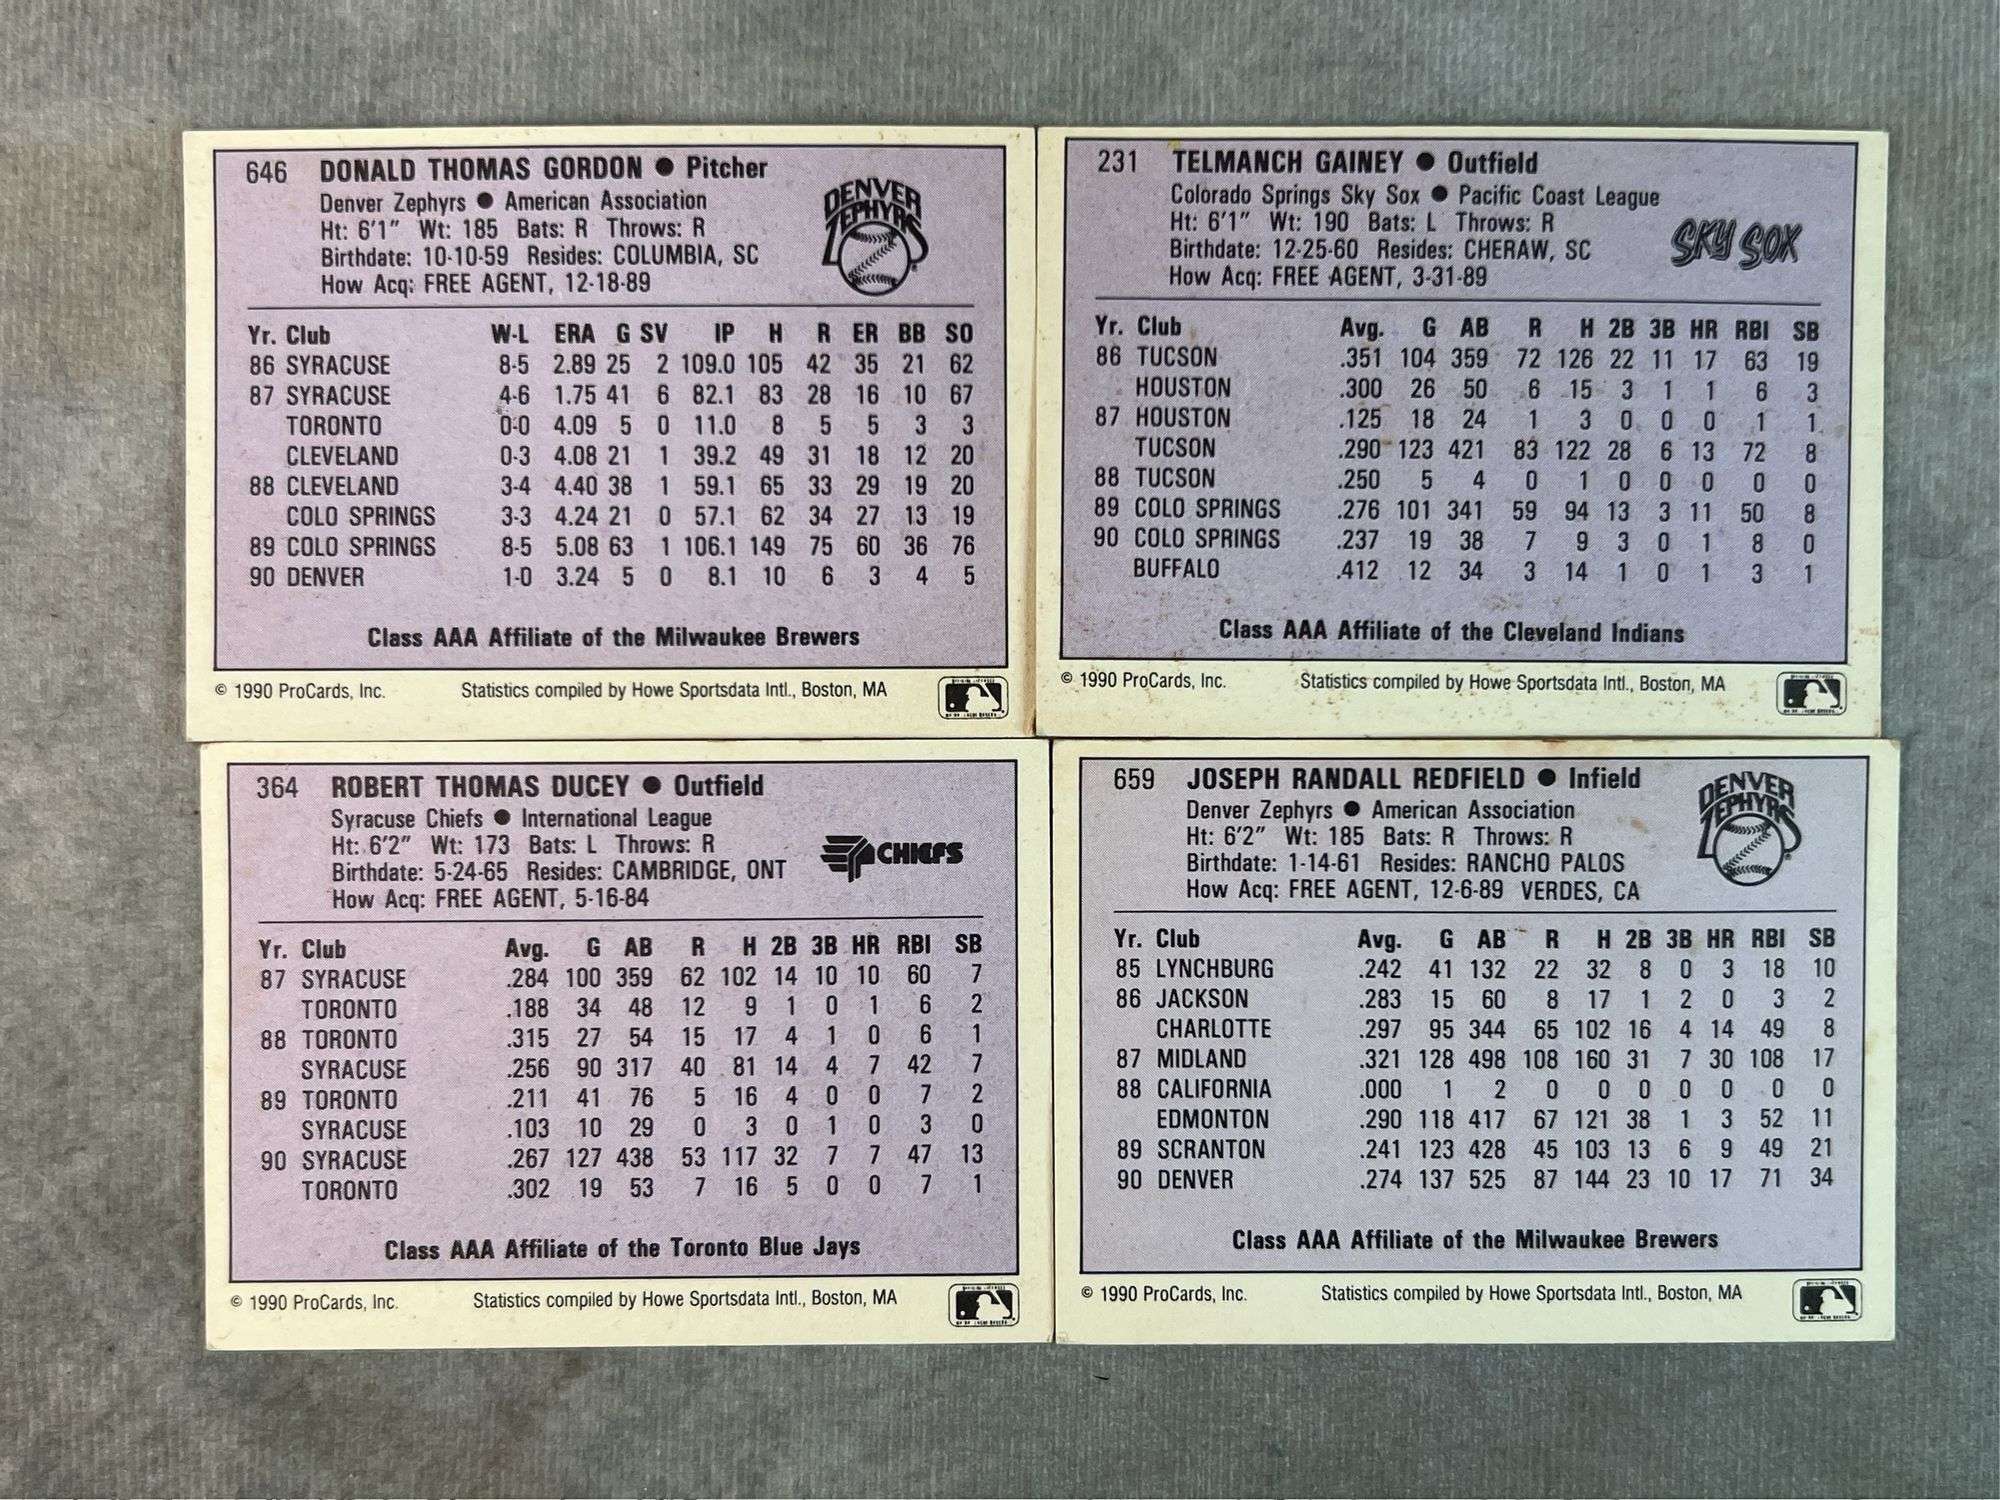 646 DONALD THOMAS GORDON ● Pitcher
Denver Zephyrs ● American Association
Ht: 6'1" Wt: 185 Bats: R Throws: R
Birthdate: 10-10-59 Resides: COLUMBIA, SC
How Acq: FREE AGENT, 12-18-89
DENVER
ZEPHYRS
Yr. Club W-L ERA G SV IP H R ER BB SO
86 SYRACUSE 8-5 2.89 25 2 109.0 105 42 35 21 62
87 SYRACUSE 4-6 1.75 41 6 82.1 83 28 16 10 67
TORONTO 0-0 4.09 5 0 11.0 8 5 5 3 3
CLEVELAND 0-3 4.08 21 1 39.2 49 31 18 12 20
88 CLEVELAND 3-4 4.40 38 1 59.1 65 33 29 19 20
COLO SPRINGS 3-3 4.24 21 0 57.1 62 34 27 13 19
89 COLO SPRINGS 8-5 5.08 63 1 106.1 149 75 60 36 76
90 DENVER 1-0 3.24 5 0 8.1 10 6 3 4 5
Class AAA Affiliate of the Milwaukee Brewers
© 1990 ProCards, Inc. Statistics compiled by Howe Sportsdata Intl., Boston, MA
231 TELMANCH GAINEY ● Outfield
Colorado Springs Sky Sox ● Pacific Coast League
Ht: 6'1" Wt: 190 Bats: L Throws: R
Birthdate: 12-25-60 Resides: CHERAW, SC
How Acq: FREE AGENT, 3-31-89
SKY SOX
Yr. Club Avg. G AB R H 2B 3B HR RBI SB
86 TUCSON .351 104 359 72 126 22 11 17 63 19
HOUSTON .300 26 50 6 15 3 1 1 6 3
87 HOUSTON .125 18 24 1 3 0 0 0 1 1
TUCSON .290 123 421 83 122 28 6 13 72 8
88 TUCSON .250 5 4 0 1 0 0 0 0 0
89 COLO SPRINGS .276 101 341 59 94 13 3 11 50 8
90 COLO SPRINGS .237 19 38 7 9 3 0 1 8 0
BUFFALO .412 12 34 3 14 1 0 1 3 1
Class AAA Affiliate of the Cleveland Indians
© 1990 ProCards, Inc. Statistics compiled by Howe Sportsdata Intl., Boston, MA
364 ROBERT THOMAS DUCEY ● Outfield
Syracuse Chiefs ● International League
Ht: 6'2" Wt: 173 Bats: L Throws: R
Birthdate: 5-24-65 Resides: CAMBRIDGE, ONT
How Acq: FREE AGENT, 5-16-84
CHIEFS
Yr. Club Avg. G AB R H 2B 3B HR RBI SB
87 SYRACUSE .284 100 359 62 102 14 10 10 60 7
TORONTO .188 34 48 12 9 1 0 1 6 2
88 TORONTO .315 27 54 15 17 4 1 0 6 1
SYRACUSE .256 90 317 40 81 14 4 7 42 7
89 TORONTO .211 41 76 5 16 4 0 0 7 2
SYRACUSE .103 10 29 0 3 0 1 0 3 0
90 SYRACUSE .267 127 438 53 117 32 7 7 47 13
TORONTO .302 19 53 7 16 5 0 0 7 1
Class AAA Affiliate of the Toronto Blue Jays
© 1990 ProCards, Inc. Statistics compiled by Howe Sportsdata Intl., Boston, MA
659 JOSEPH RANDALL REDFIELD ● Infield
Denver Zephyrs ● American Association
Ht: 6'2" Wt: 185 Bats: R Throws: R
Birthdate: 1-14-61 Resides: RANCHO PALOS
How Acq: FREE AGENT, 12-6-89 VERDES, CA
DENVER
ZEPHYRS
Yr. Club Avg. G AB R H 2B 3B HR RBI SB
85 LYNCHBURG .242 41 132 22 32 8 0 3 18 10
86 JACKSON .283 15 60 8 17 1 2 0 3 2
CHARLOTTE .297 95 344 65 102 16 4 14 49 8
87 MIDLAND .321 128 498 108 160 31 7 30 108 17
88 CALIFORNIA .000 1 2 0 0 0 0 0 0 0
EDMONTON .290 118 417 67 121 38 1 3 52 11
89 SCRANTON .241 123 428 45 103 13 6 9 49 21
90 DENVER .274 137 525 87 144 23 10 17 71 34
Class AAA Affiliate of the Milwaukee Brewers
© 1990 ProCards, Inc. Statistics compiled by Howe Sportsdata Intl., Boston, MA